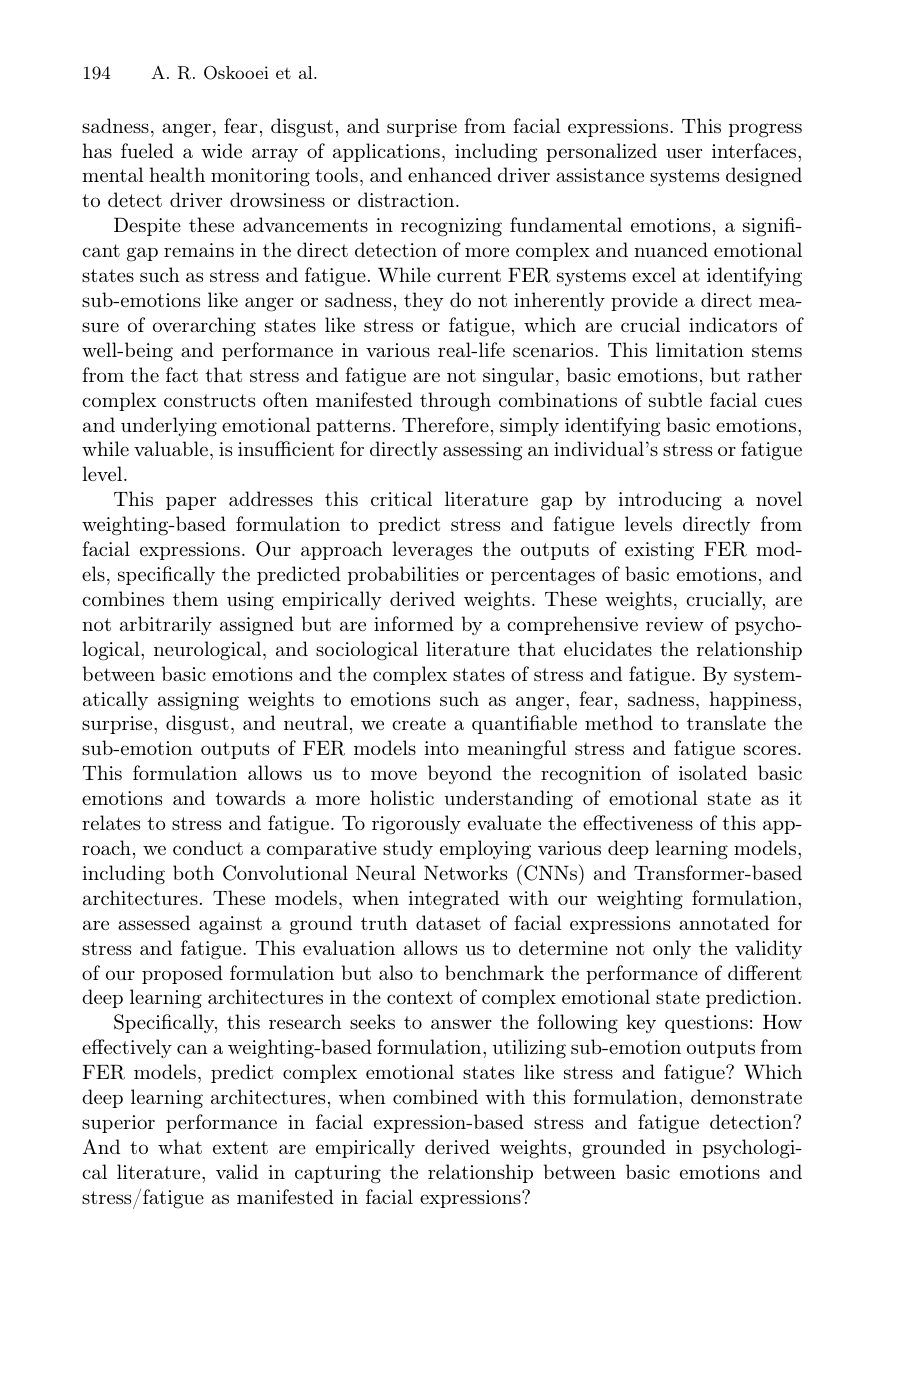 194 A. R. Oskooei et al.
sadness, anger, fear, disgust, and surprise from facial expressions. This progress
has fueled a wide array of applications, including personalized user interfaces,
mental health monitoring tools, and enhanced driver assistance systems designed
to detect driver drowsiness or distraction.
Despite these advancements in recognizing fundamental emotions, a signifi-
cant gap remains in the direct detection of more complex and nuanced emotional
states such as stress and fatigue. While current FER systems excel at identifying
sub-emotions like anger or sadness, they do not inherently provide a direct mea-
sure of overarching states like stress or fatigue, which are crucial indicators of
well-being and performance in various real-life scenarios. This limitation stems
from the fact that stress and fatigue are not singular, basic emotions, but rather
complex constructs often manifested through combinations of subtle facial cues
and underlying emotional patterns. Therefore, simply identifying basic emotions,
while valuable, is insufficient for directly assessing an individual's stress or fatigue
level.
This paper addresses this critical literature gap by introducing a novel
weighting-based formulation to predict stress and fatigue levels directly from
facial expressions. Our approach leverages the outputs of existing FER mod-
els, specifically the predicted probabilities or percentages of basic emotions, and
combines them using empirically derived weights. These weights, crucially, are
not arbitrarily assigned but are informed by a comprehensive review of psycho-
logical, neurological, and sociological literature that elucidates the relationship
between basic emotions and the complex states of stress and fatigue. By system-
atically assigning weights to emotions such as anger, fear, sadness, happiness,
surprise, disgust, and neutral, we create a quantifiable method to translate the
sub-emotion outputs of FER models into meaningful stress and fatigue scores.
This formulation allows us to move beyond the recognition of isolated basic
emotions and towards a more holistic understanding of emotional state as it
relates to stress and fatigue. To rigorously evaluate the effectiveness of this app-
roach, we conduct a comparative study employing various deep learning models,
including both Convolutional Neural Networks (CNNs) and Transformer-based
architectures. These models, when integrated with our weighting formulation,
are assessed against a ground truth dataset of facial expressions annotated for
stress and fatigue. This evaluation allows us to determine not only the validity
of our proposed formulation but also to benchmark the performance of different
deep learning architectures in the context of complex emotional state prediction.
Specifically, this research seeks to answer the following key questions: How
effectively can a weighting-based formulation, utilizing sub-emotion outputs from
FER models, predict complex emotional states like stress and fatigue? Which
deep learning architectures, when combined with this formulation, demonstrate
superior performance in facial expression-based stress and fatigue detection?
And to what extent are empirically derived weights, grounded in psychologi-
cal literature, valid in capturing the relationship between basic emotions and
stress/fatigue as manifested in facial expressions?